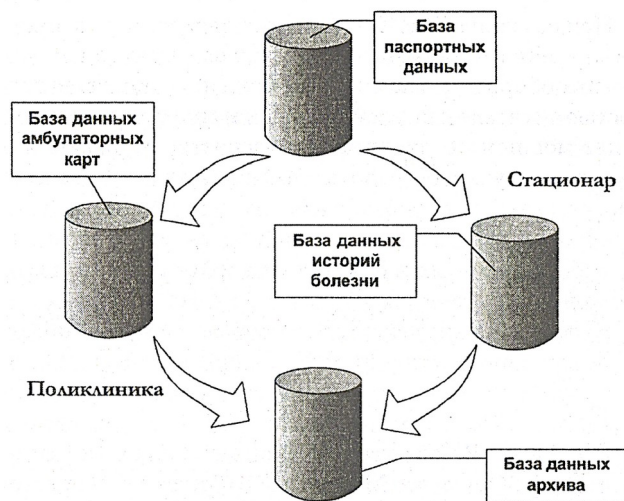 База
паспортных
данных
База данных
амбулаторных
карт
Стационар
База данных
историй
болезни
Поликлиника
База данных
архива